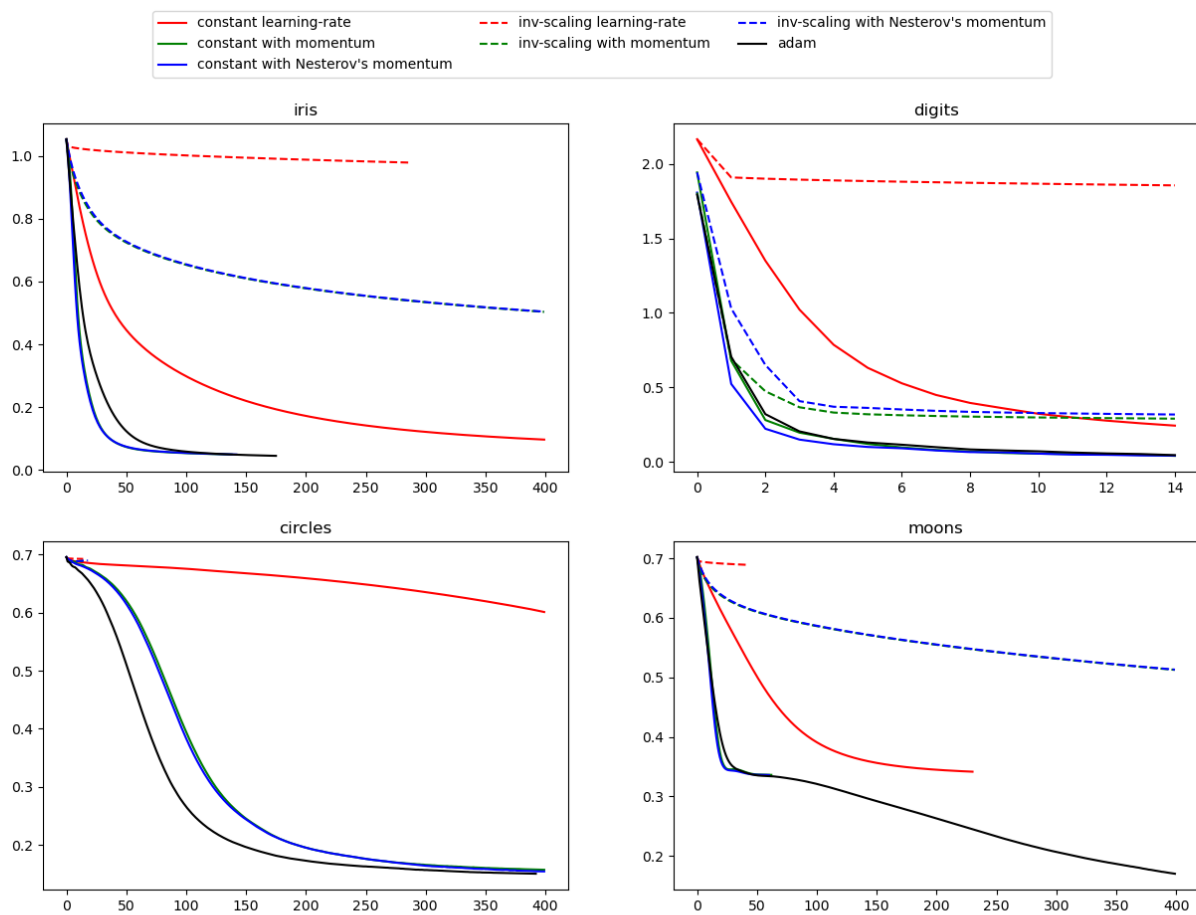 constant learning-rate
constant with momentum
constant with Nesterov's momentum
inv-scaling learning-rate
inv-scaling with momentum
inv-scaling with Nesterov's momentum
adam
iris
1.0
0.8
0.6
0.4
0.2
0.0
0 50 100 150 200 250 300 350 400
digits
2.0
1.5
1.0
0.5
0.0
0 2 4 6 8 10 12 14
circles
0.7
0.6
0.5
0.4
0.3
0.2
0 50 100 150 200 250 300 350 400
moons
0.7
0.6
0.5
0.4
0.3
0.2
0 50 100 150 200 250 300 350 400